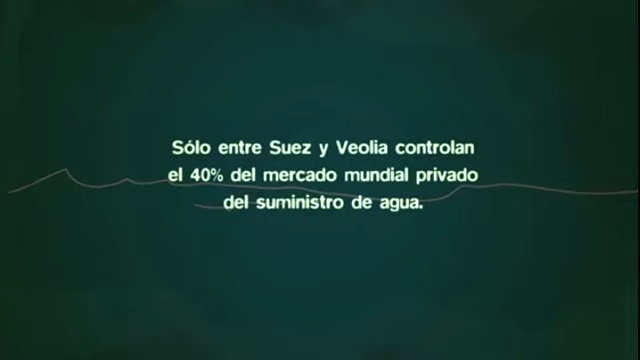 Sólo entre Suez y Veolia controlan
el 40% del mercado mundial privado
del suministro de agua.